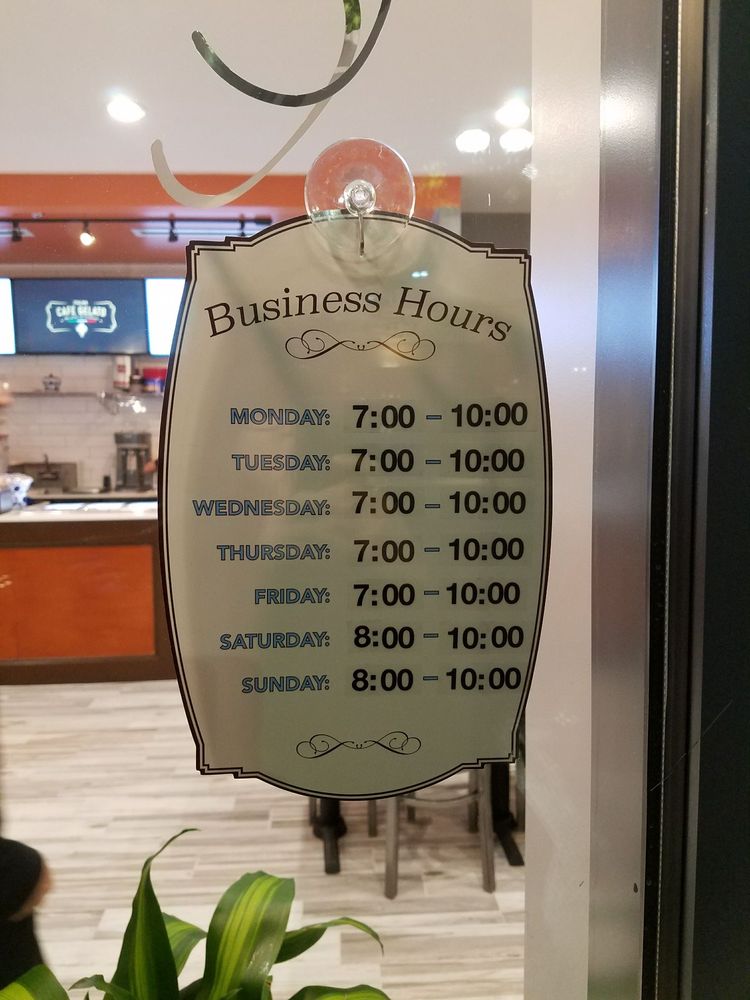 Business Hours
MONDAY: 7:00 – 10:00
TUESDAY: 7:00 – 10:00
WEDNESDAY: 7:00 – 10:00
THURSDAY: 7:00 – 10:00
FRIDAY: 7:00 – 10:00
SATURDAY: 8:00 – 10:00
SUNDAY: 8:00 – 10:00
CAFE GELATO